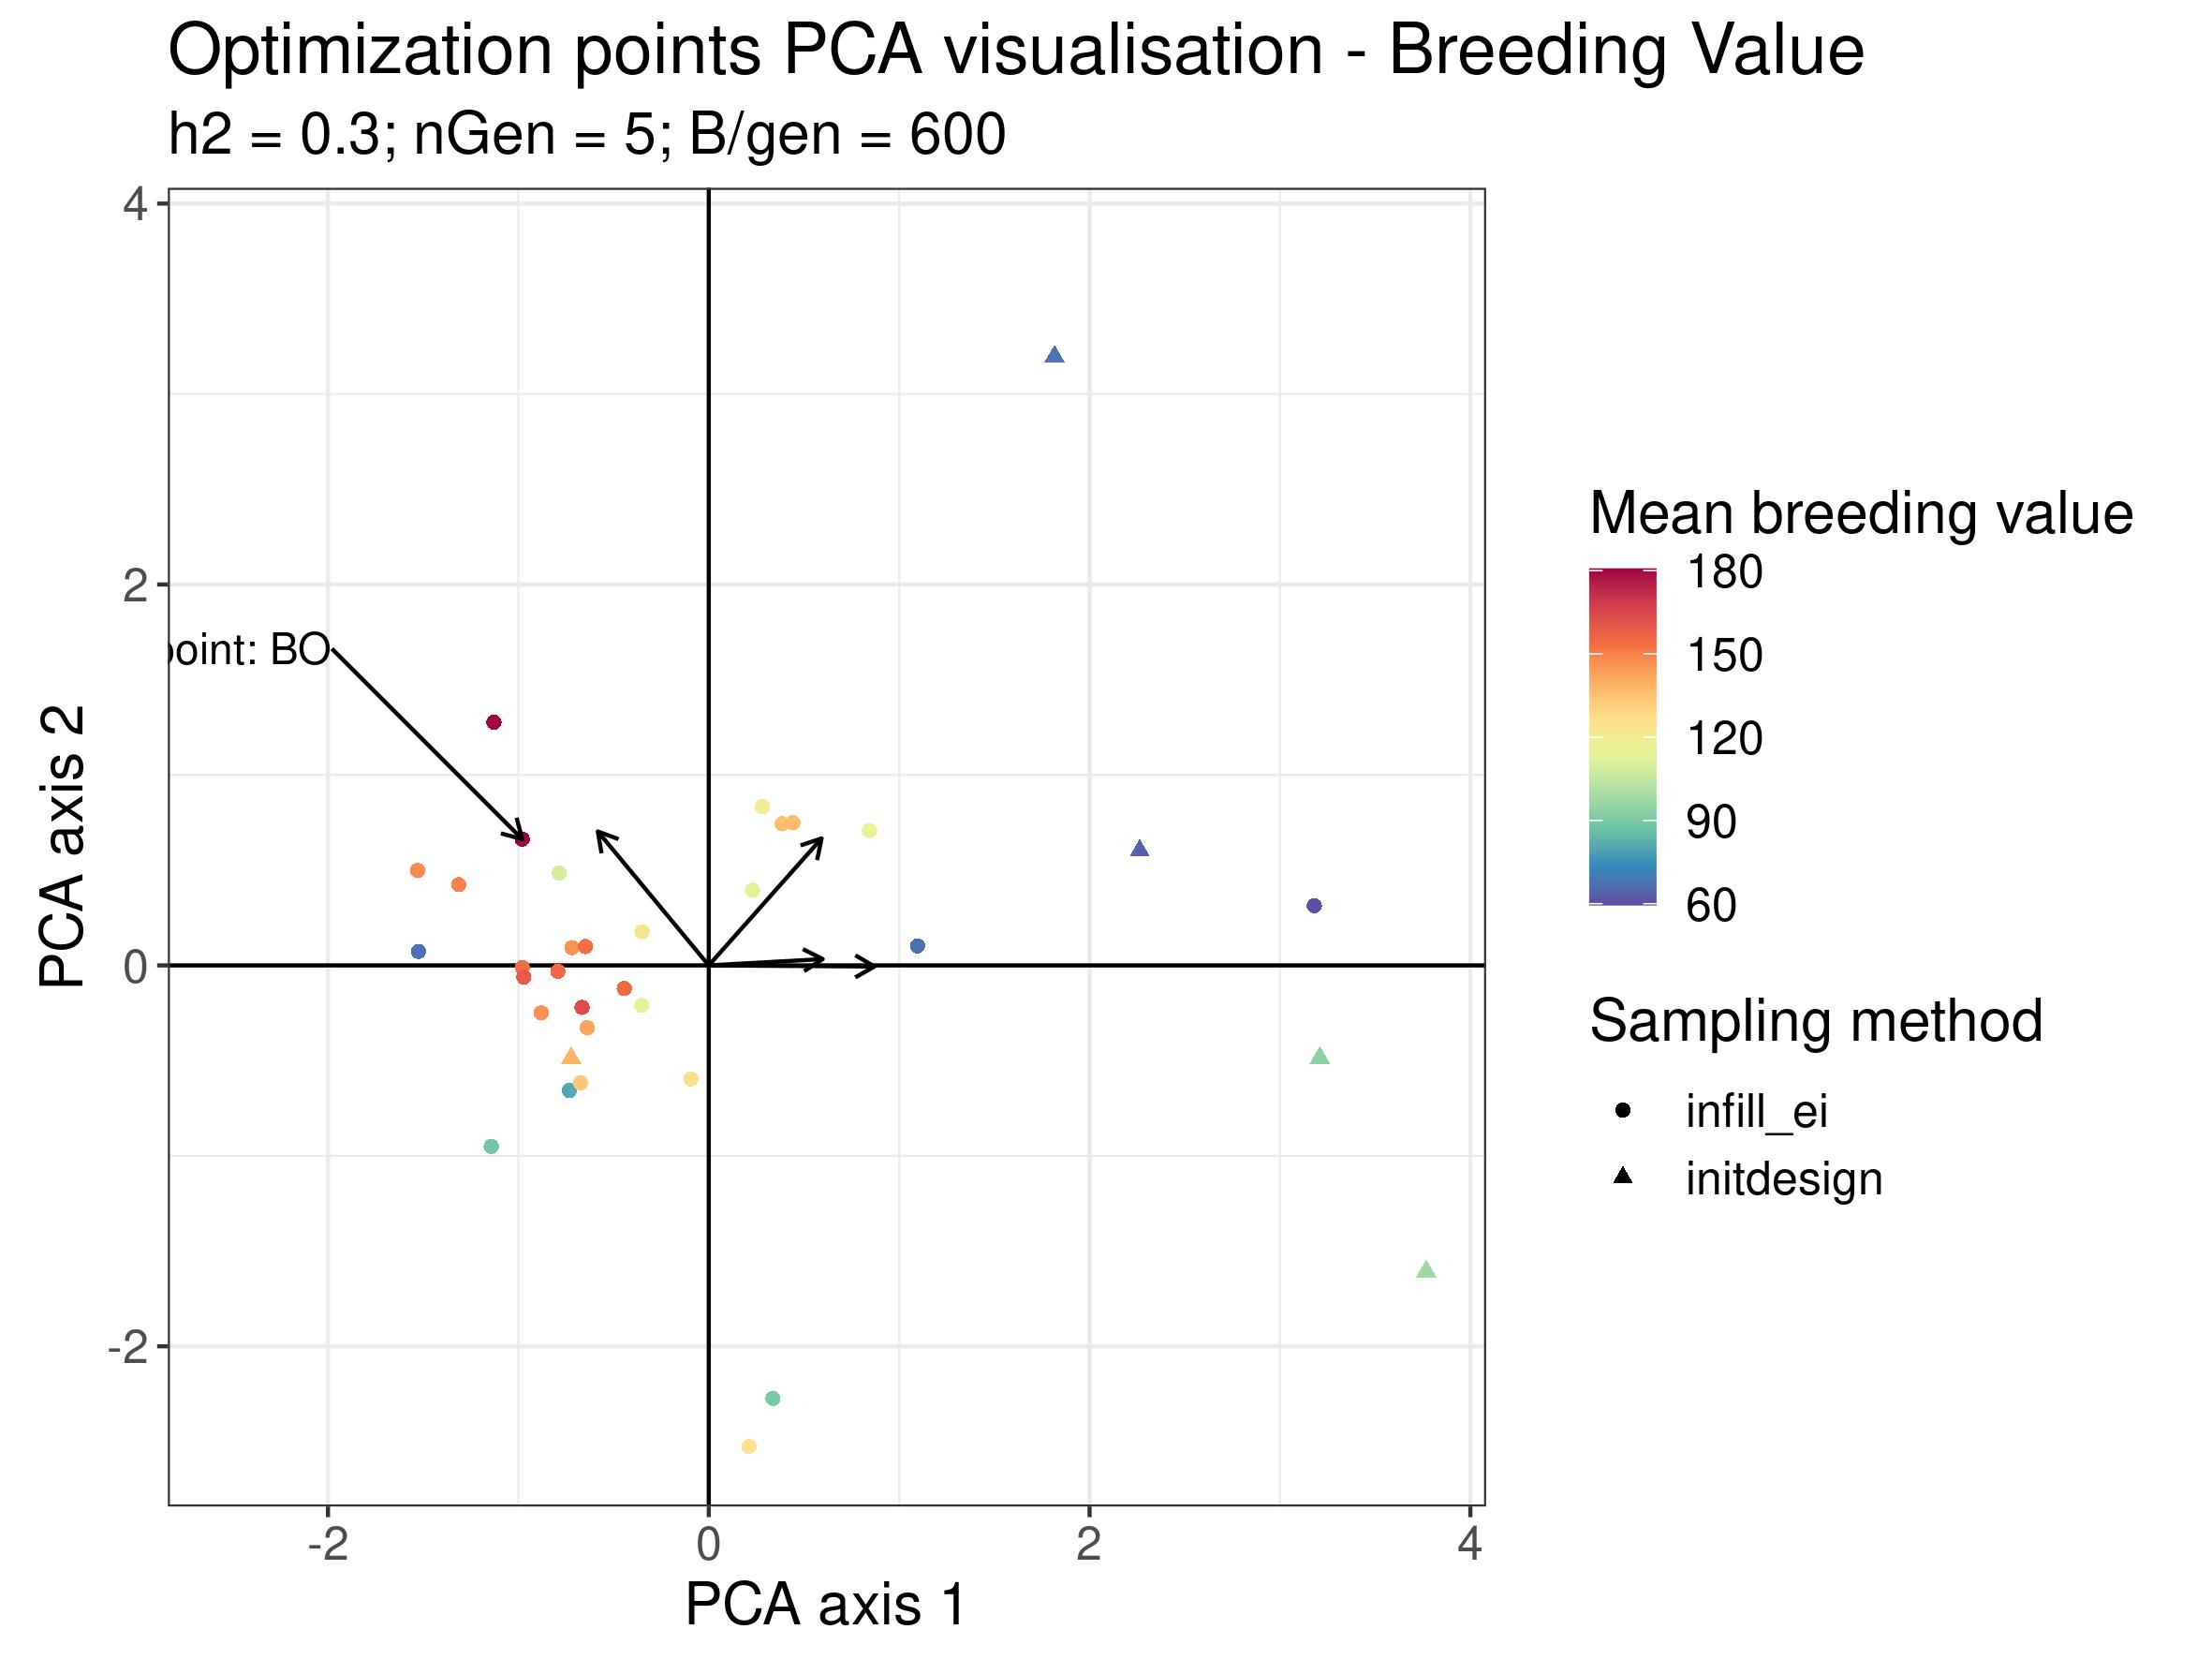 Optimization points PCA visualisation - Breeding Value
h2 = 0.3; nGen = 5; B/gen = 600
4
2
0
-2
PCA axis 2
point: BO
-2
0
2
4
PCA axis 1
Mean breeding value
180
150
120
90
60
Sampling method
infill_ei
initdesign